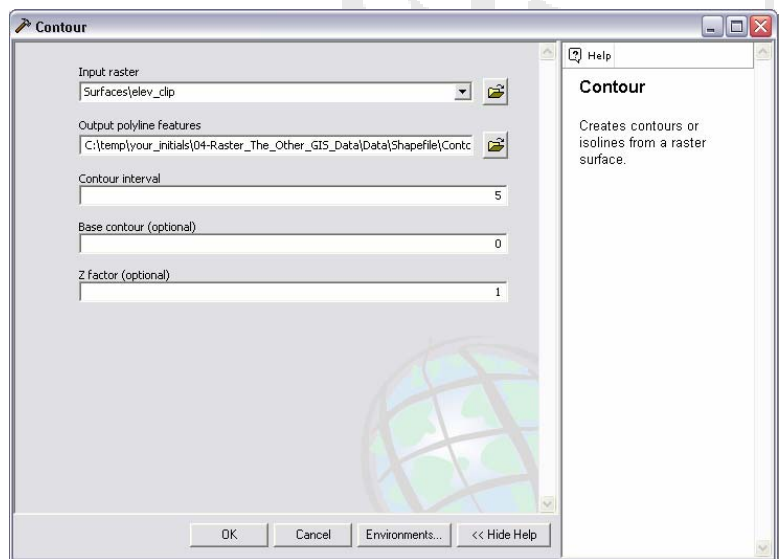 Contour
Input raster
Surfaces\elev_clip
Output polyline features
C:\temp\your_initials\04-Raster_The_Other_GIS_Data\Data\Shapefile\Contc
Contour interval
5
Base contour (optional)
0
Z factor (optional)
1
OK
Cancel
Environments...
<< Hide Help
Help
Contour
Creates contours or
isolines from a raster
surface.